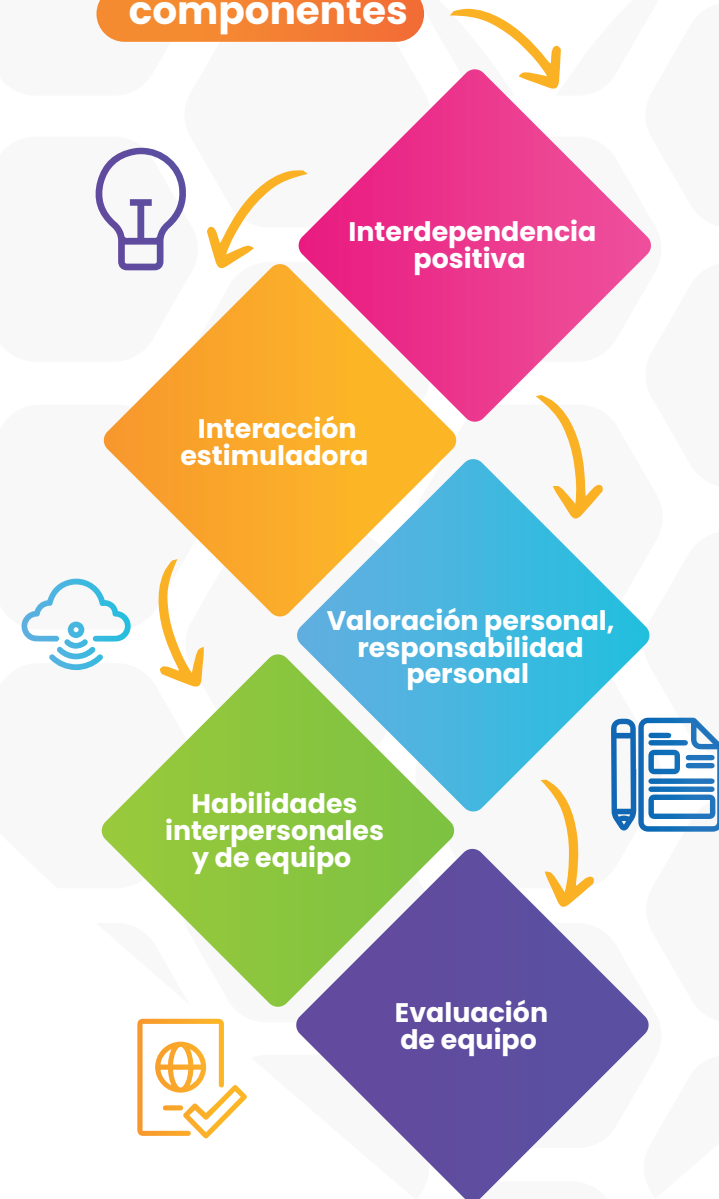 componentes
Interdependencia
positiva
Interacción
estimuladora
Valoración personal,
responsabilidad
personal
Habilidades
interpersonales
y de equipo
Evaluación
de equipo